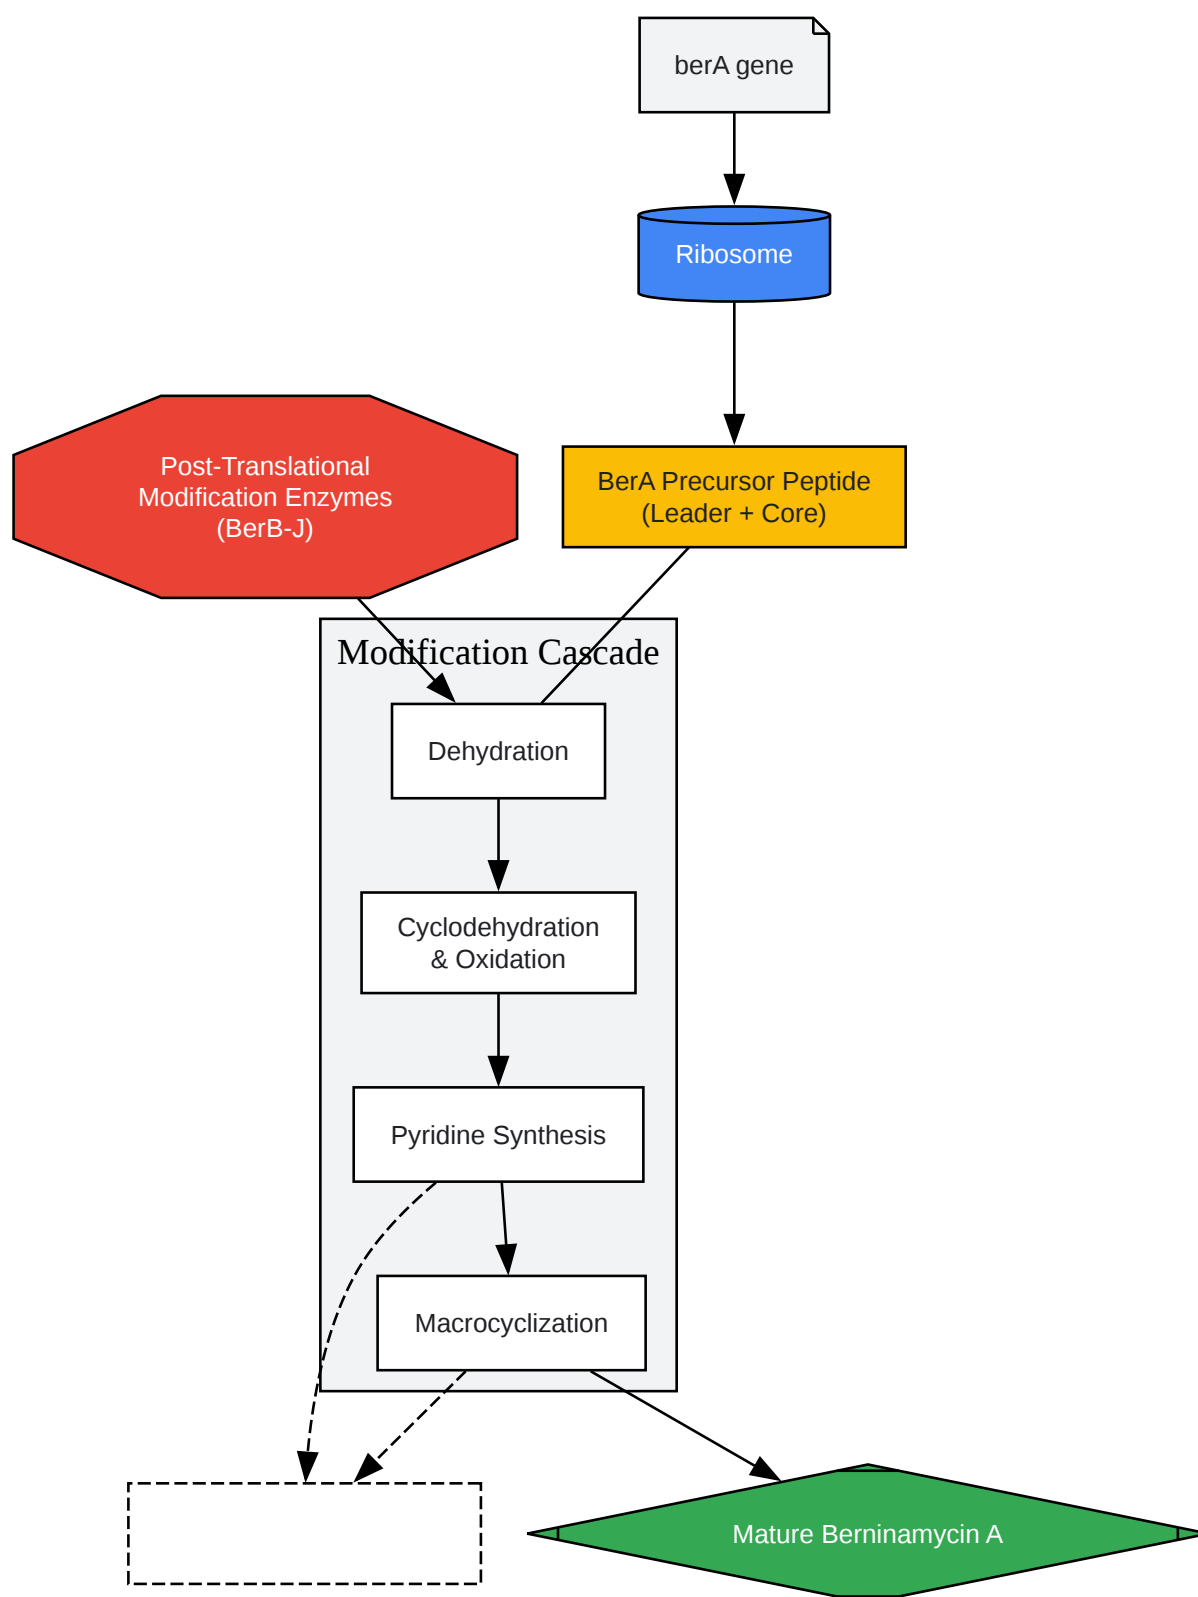 berA gene
Ribosome
Post-Translational
Modification Enzymes
(BerB-J)
BerA Precursor Peptide
(Leader + Core)
Modification Cascade
Dehydration
Cyclodehydration
& Oxidation
Pyridine Synthesis
Macrocyclization
Mature Berninamycin A